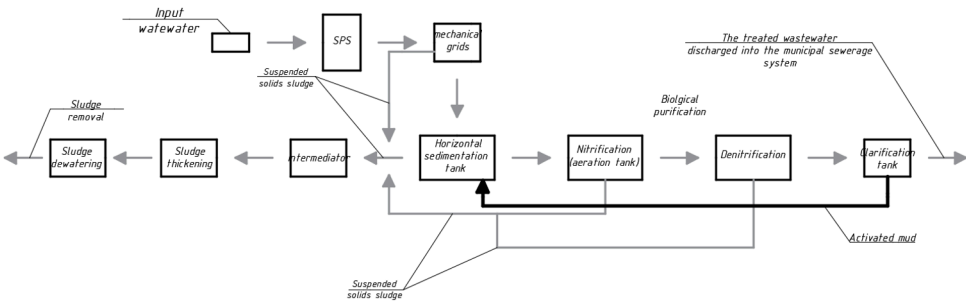 Input
watewater
SPS
mechanical
grids
The treated wastewater
discharged into the municipal sewerage
system
Suspended
solids sludge
Biolgical
purification
Sludge
removal
Sludge
dewatering
Sludge
thickening
intermediator
Horizontal
sedimentation
tank
Nitrification
(aeration tank)
Denitrification
Clarification
tank
Activated mud
Suspended
solids sludge